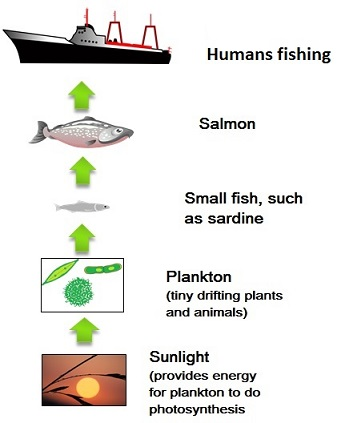 Humans fishing
Salmon
Small fish, such
as sardine
Plankton
(tiny drifting plants
and animals)
Sunlight
(provides energy
for plankton to do
photosynthesis